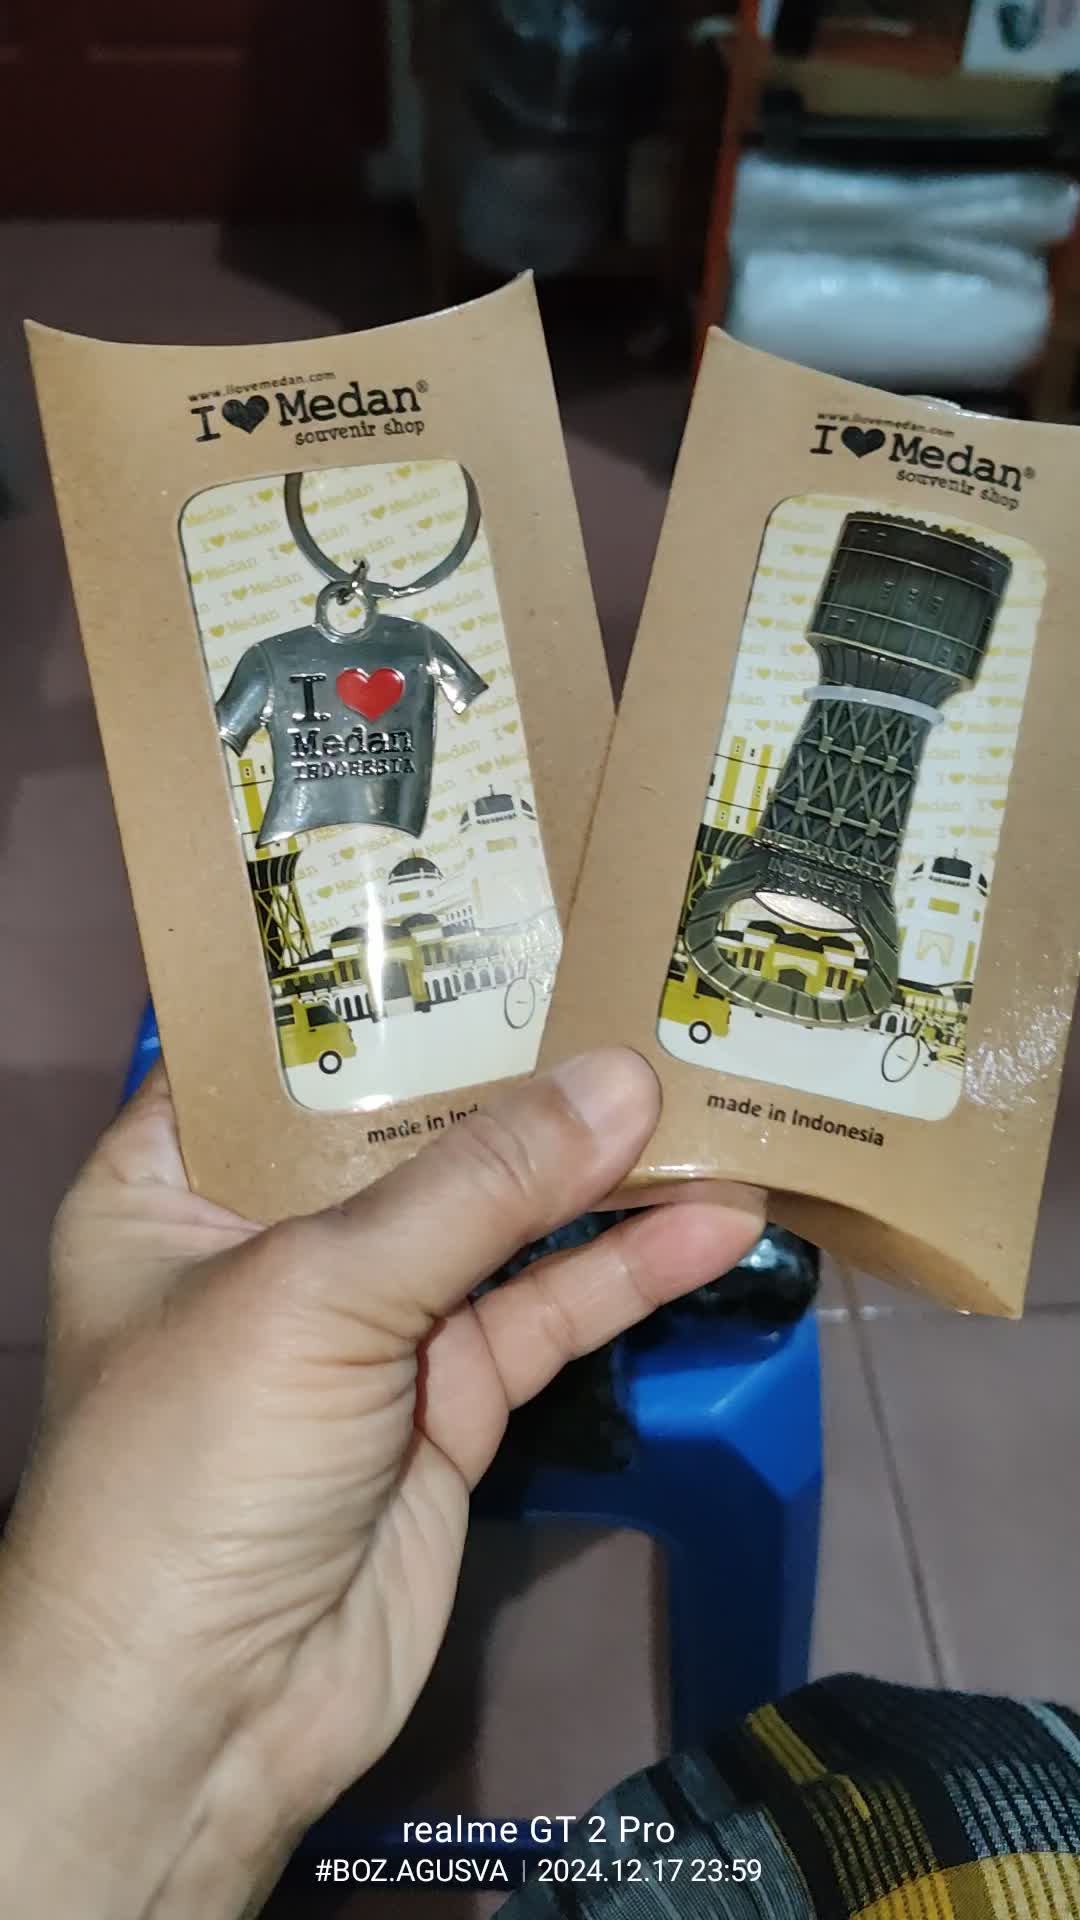 www.ilovemedan.com
I ♥ Medan®
souvenir shop
I ♥
Medan
INDONESIA
made in Ind
www.ilovemedan.com
I ♥ Medan®
souvenir shop
MEDAN CITY
INDONESIA
made in Indonesia
realme GT 2 Pro
#BOZ.AGUSVA | 2024.12.17 23:59